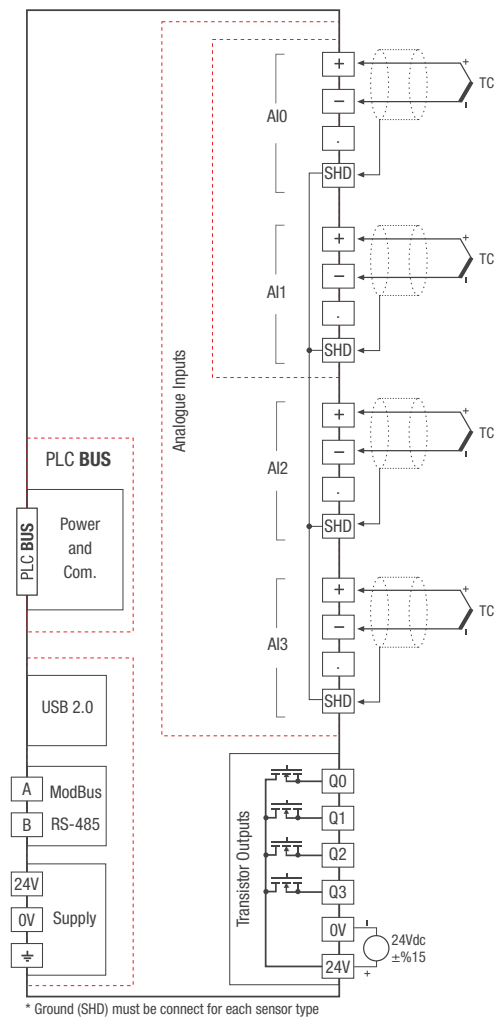 +
+
TC
AI0
−
.
SHD
+
+
TC
AI1
−
.
SHD
Analogue Inputs
+
+
TC
AI2
−
.
SHD
+
+
TC
AI3
−
.
SHD
PLC BUS
PLC BUS
Power
and
Com.
USB 2.0
A
B
ModBus
RS-485
24V
0V
Supply
Transistor Outputs
Q0
Q1
Q2
Q3
0V
24V
24Vdc
±%15
+
* Ground (SHD) must be connect for each sensor type